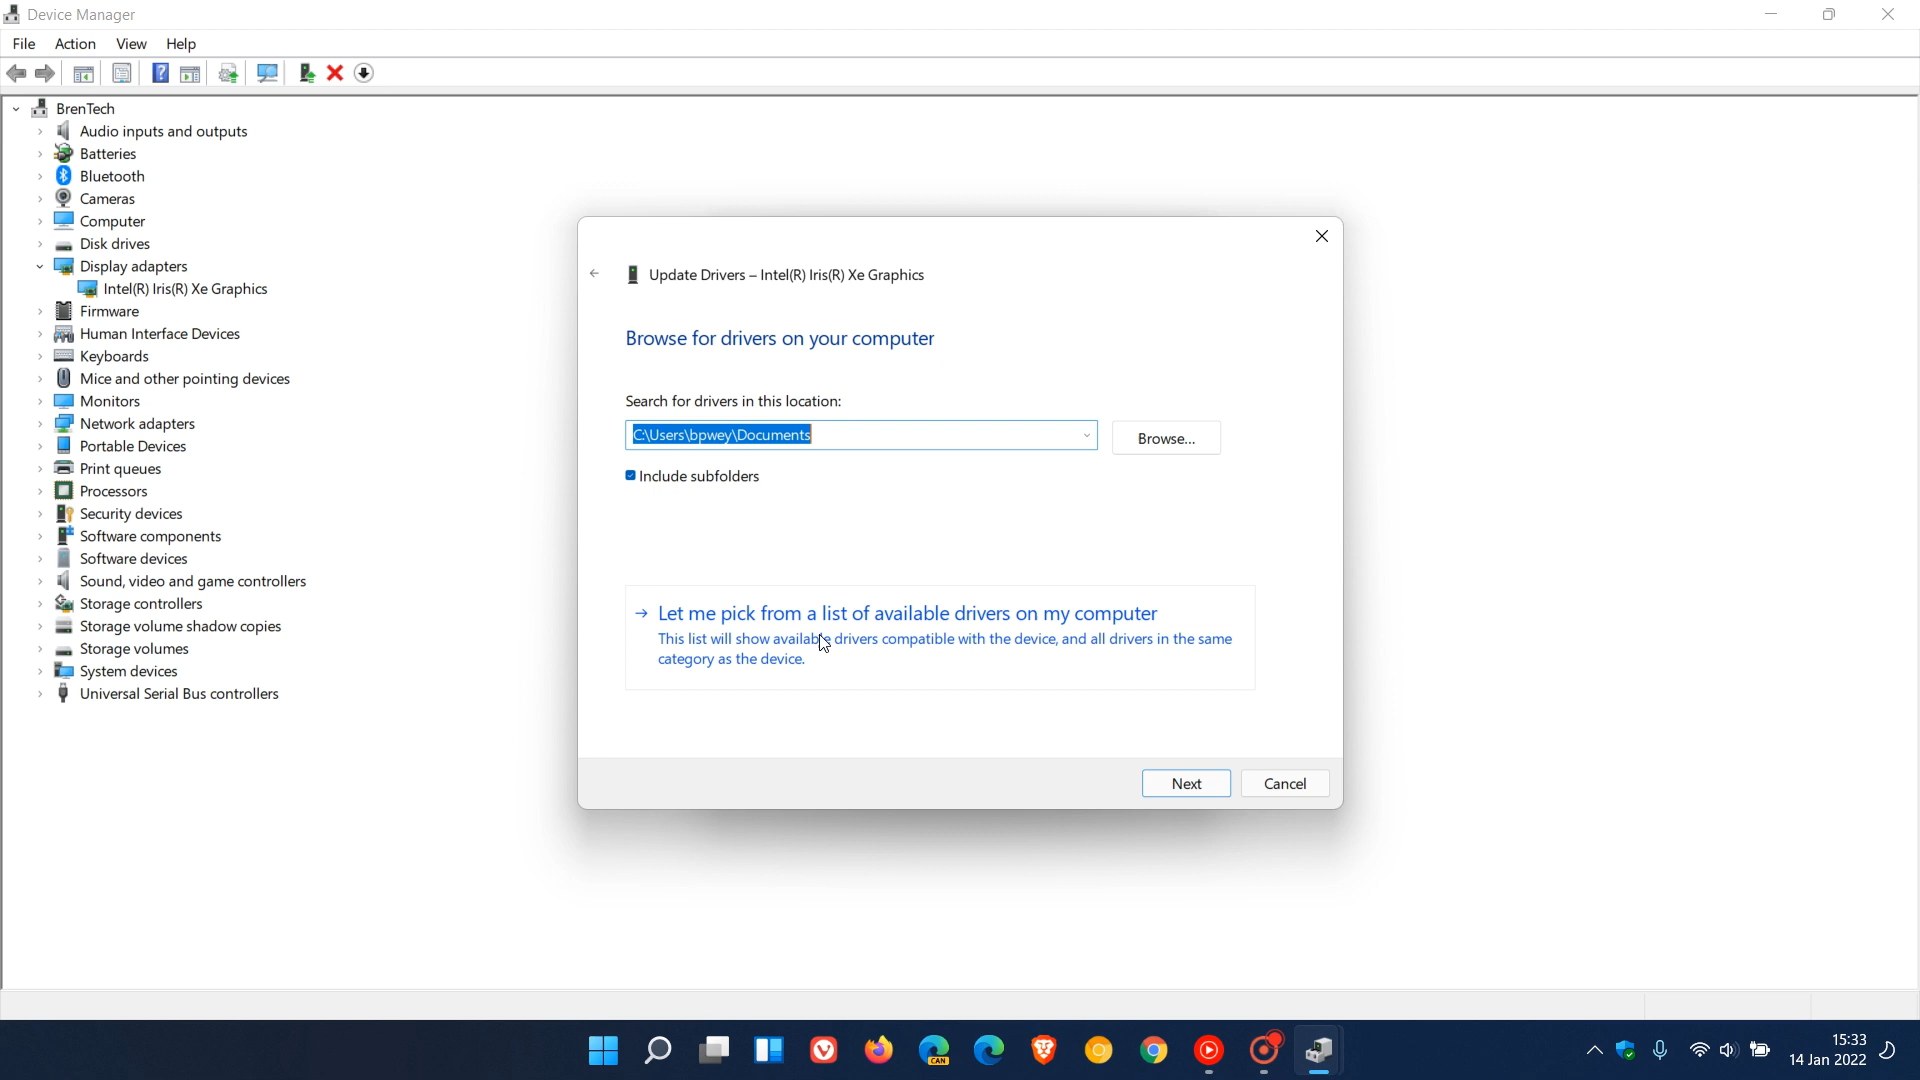 Device Manager
File Action View Help
BrenTech
Audio inputs and outputs
Batteries
Bluetooth
Cameras
Computer
Disk drives
Display adapters
Intel(R) Iris(R) Xe Graphics
Firmware
Human Interface Devices
Keyboards
Mice and other pointing devices
Monitors
Network adapters
Portable Devices
Print queues
Processors
Security devices
Software components
Software devices
Sound, video and game controllers
Storage controllers
Storage volume shadow copies
Storage volumes
System devices
Universal Serial Bus controllers
Update Drivers – Intel(R) Iris(R) Xe Graphics
Browse for drivers on your computer
Search for drivers in this location:
C:\Users\bpwey\Documents
Browse...
Include subfolders
Let me pick from a list of available drivers on my computer
This list will show available drivers compatible with the device, and all drivers in the same
category as the device.
Next Cancel
CAN
15:33
14 Jan 2022